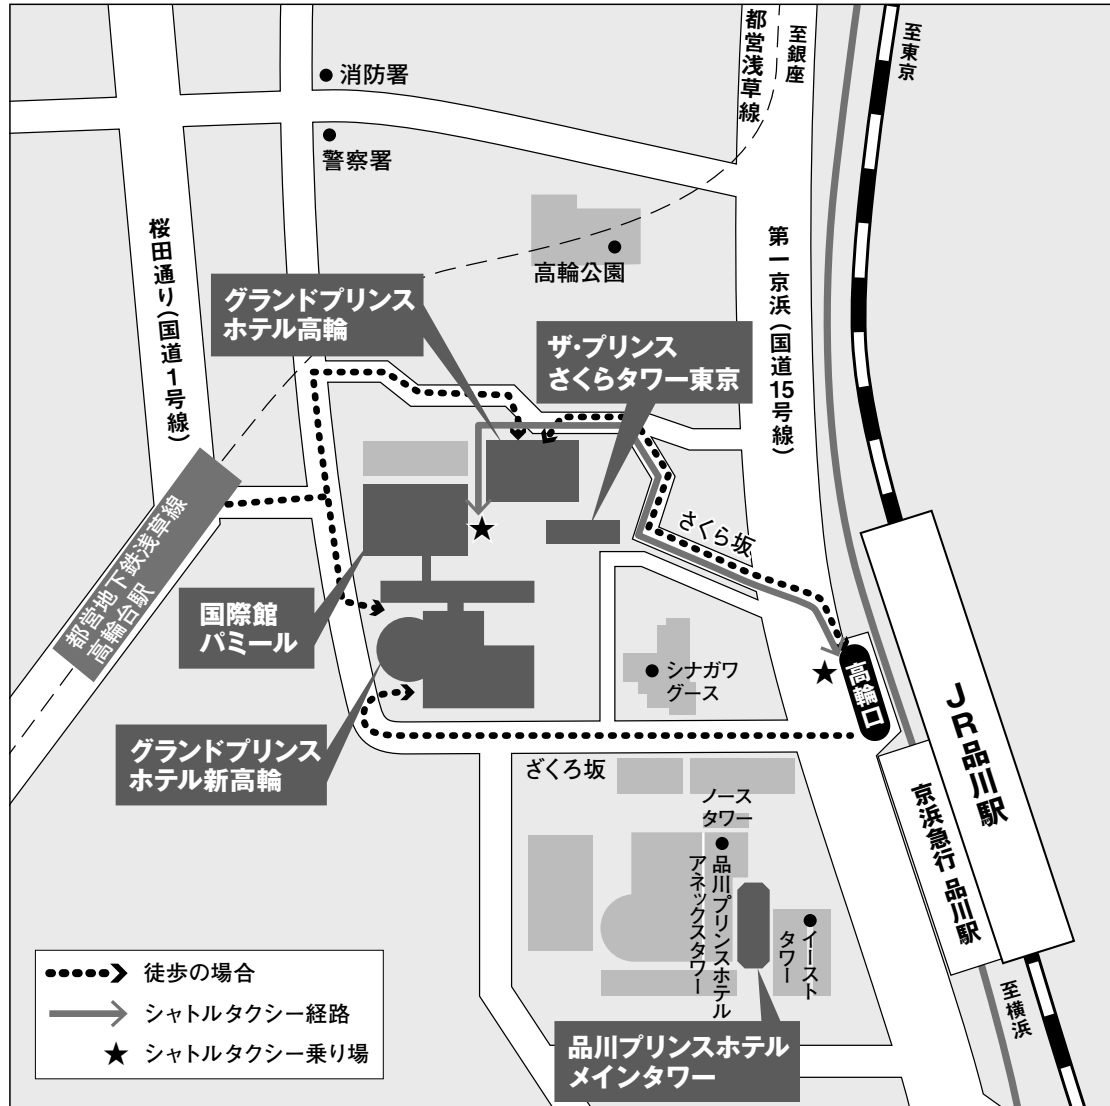 消防署
警察署
都営浅草線
至銀座
至東京
桜田通り(国道1号線)
高輪公園
第一京浜(国道15号線)
グランドプリンス
ホテル高輪
ザ・プリンス
さくらタワー東京
さくら坂
都営地下鉄浅草線
高輪台駅
国際館
パミール
シナガワ
グース
高輪口
JR品川駅
グランドプリンス
ホテル新高輪
ざくろ坂
京浜急行 品川駅
ノース
タワー
品川プリンスホテル
アネックスタワー
イースト
タワー
至横浜
品川プリンスホテル
メインタワー
徒歩の場合
シャトルタクシー経路
★ シャトルタクシー乗り場